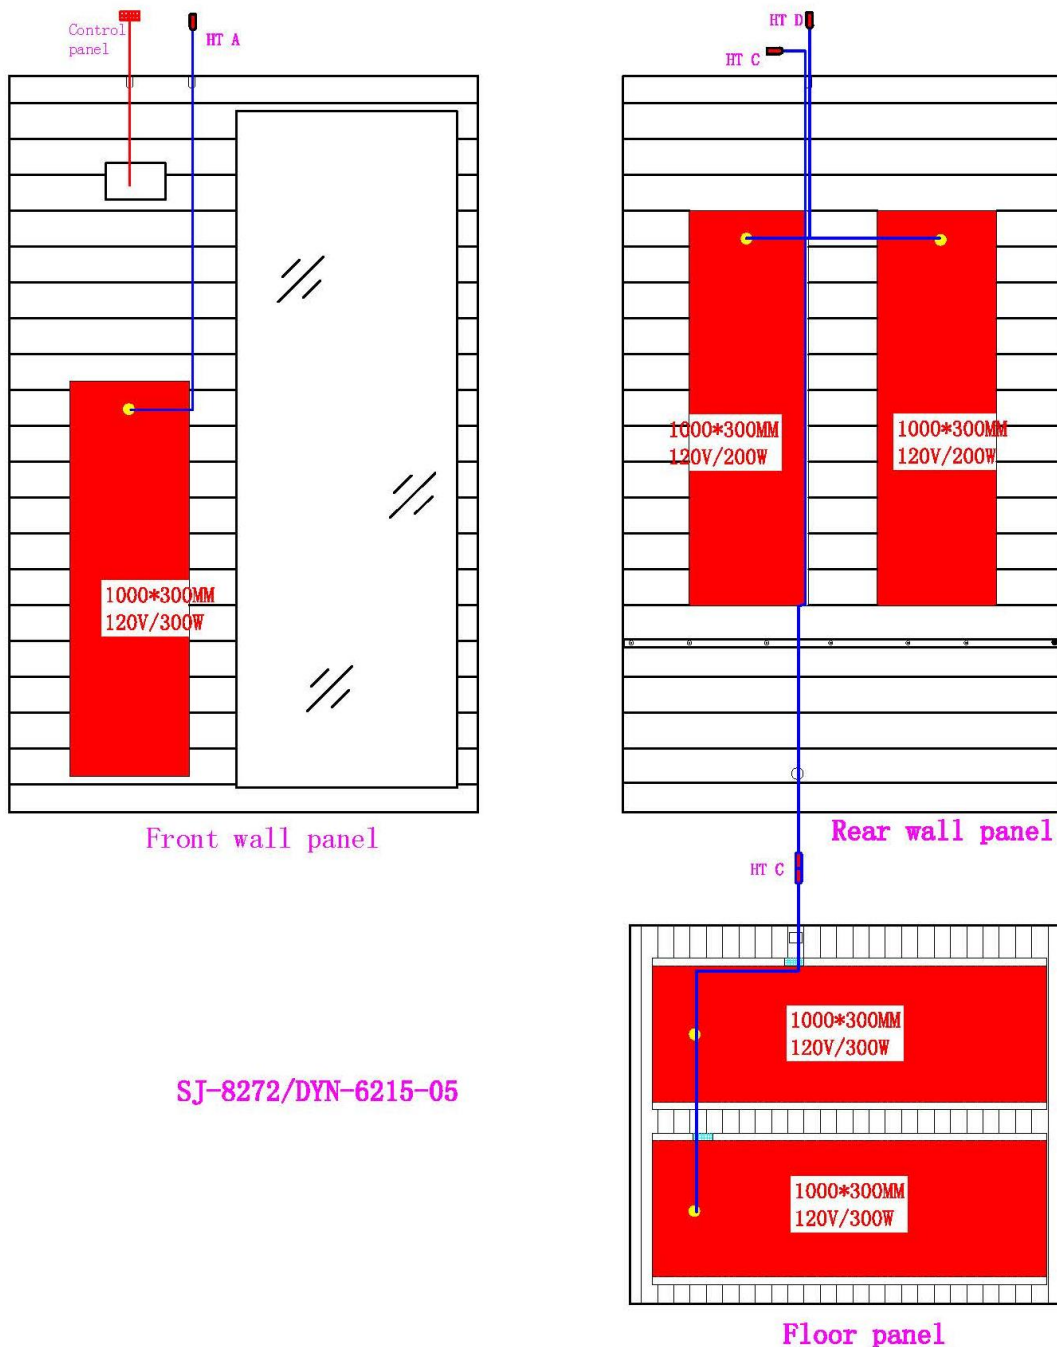 Control
panel
HT A
HT D
HT C
1000*300MM
120V/200W
1000*300MM
120V/200W
1000*300MM
120V/300W
Front wall panel
Rear wall panel
HT C
1000*300MM
120V/300W
SJ-8272/DYN-6215-05
1000*300MM
120V/300W
Floor panel